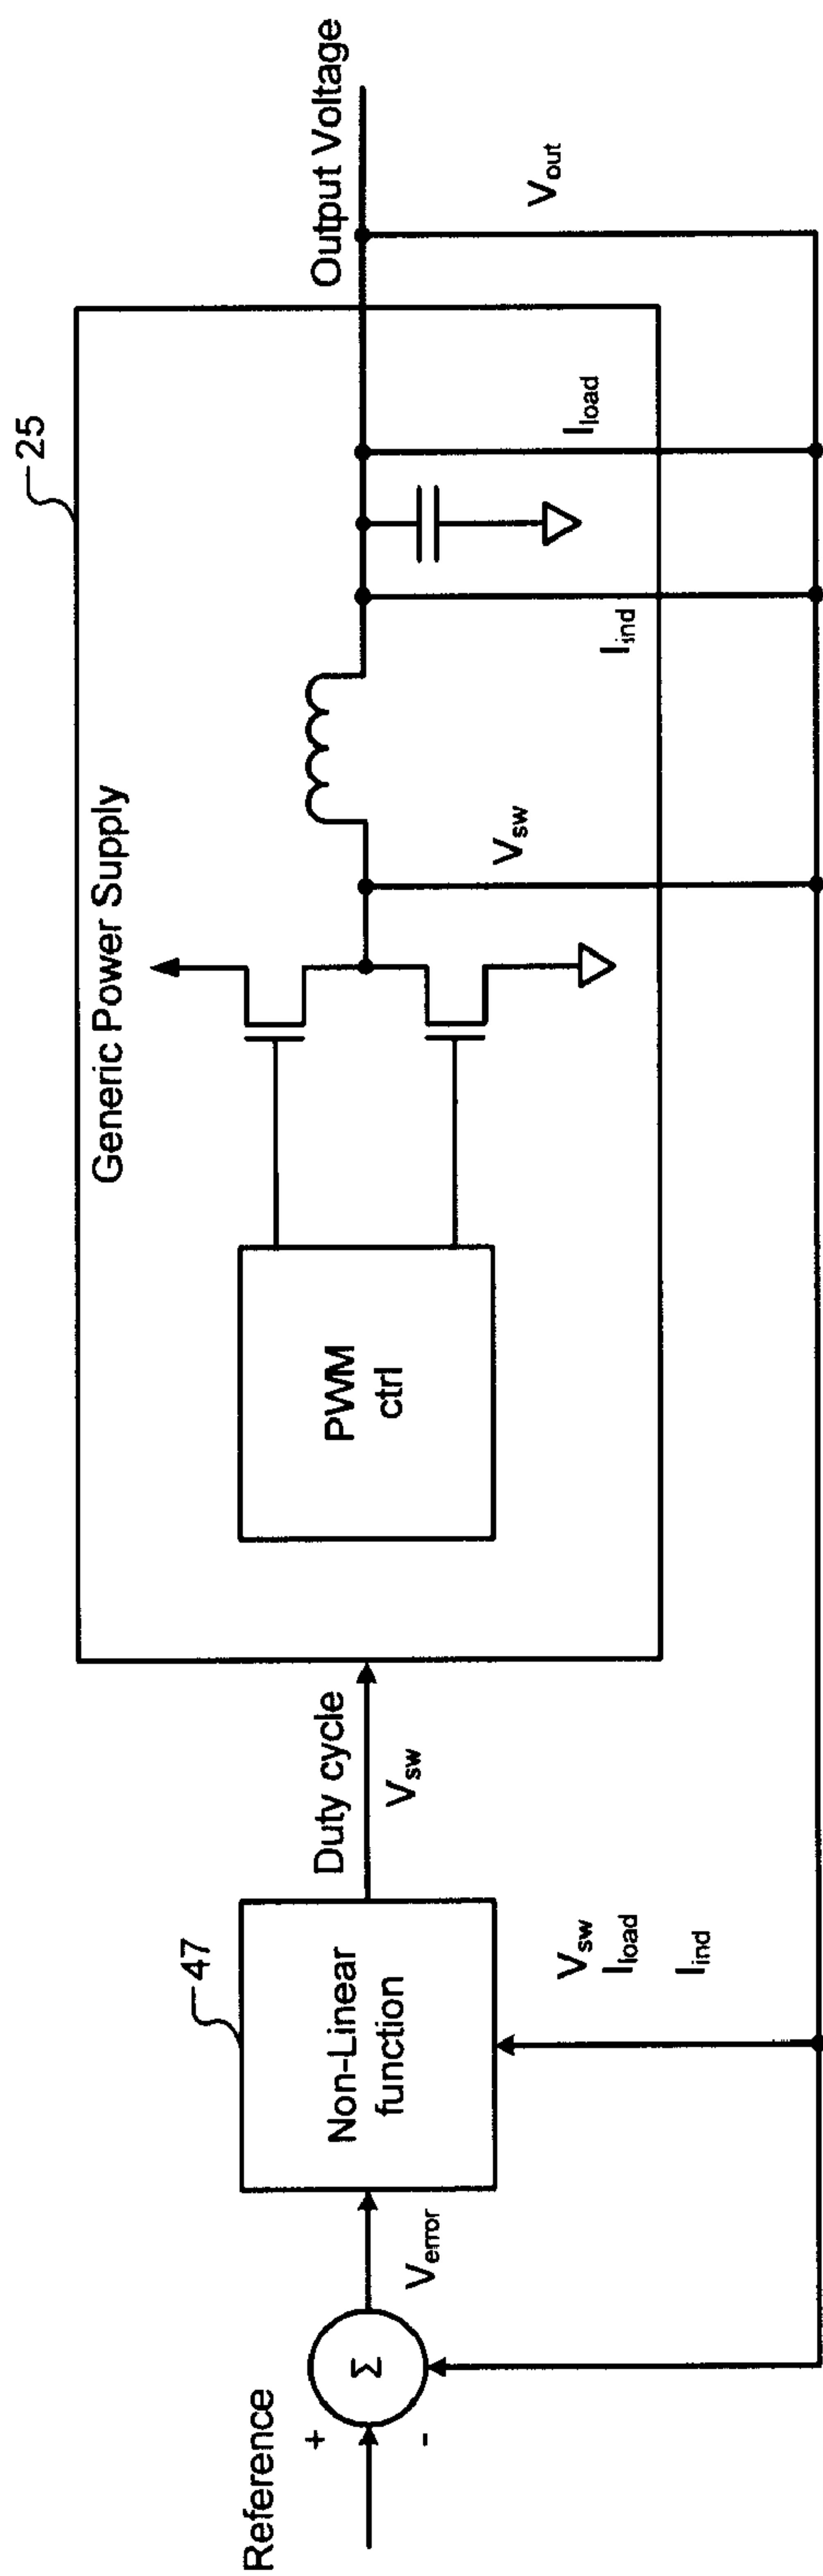 Reference
+
-
Σ
Verror
47
Non-Linear
function
Vsw
Iload
Iind
Duty cycle
Vsw
25
Generic Power Supply
PWM
ctrl
Vsw
Iind
Iload
Output Voltage
Vout